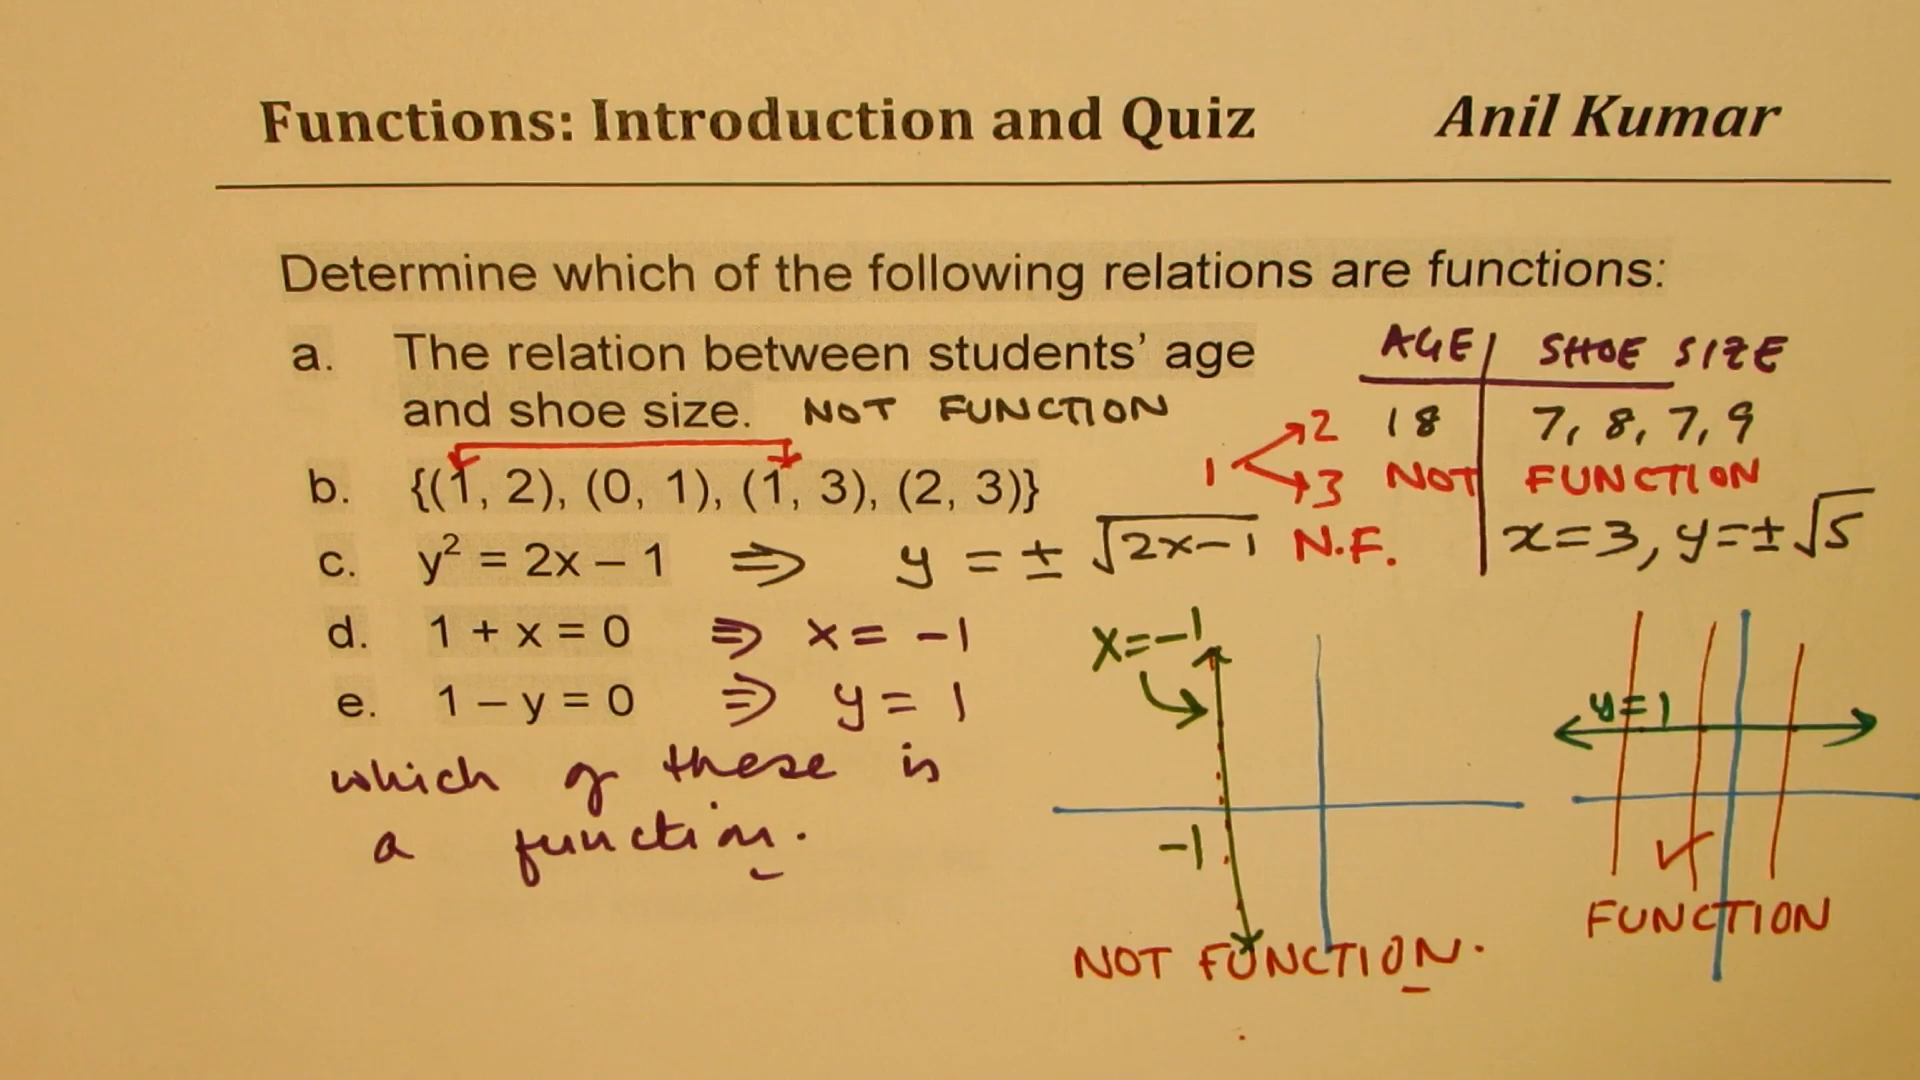 Functions: Introduction and Quiz Anil Kumar
Determine which of the following relations are functions:
a. The relation between students' age
and shoe size. NOT FUNCTION
AGE SHOE SIZE
18 7, 8, 7, 9
b. {(1, 2), (0, 1), (1, 3), (2, 3)}
1 2
3
NOT FUNCTION
c. y² = 2x – 1 ⇒ y = ± √2x-1 N.F. x=3, y=±√5
d. 1 + x = 0 ⇒ x = -1
e. 1 – y = 0 ⇒ y = 1
which of these is
a function.
x=-1
-1
NOT FUNCTION.
y=1
FUNCTION